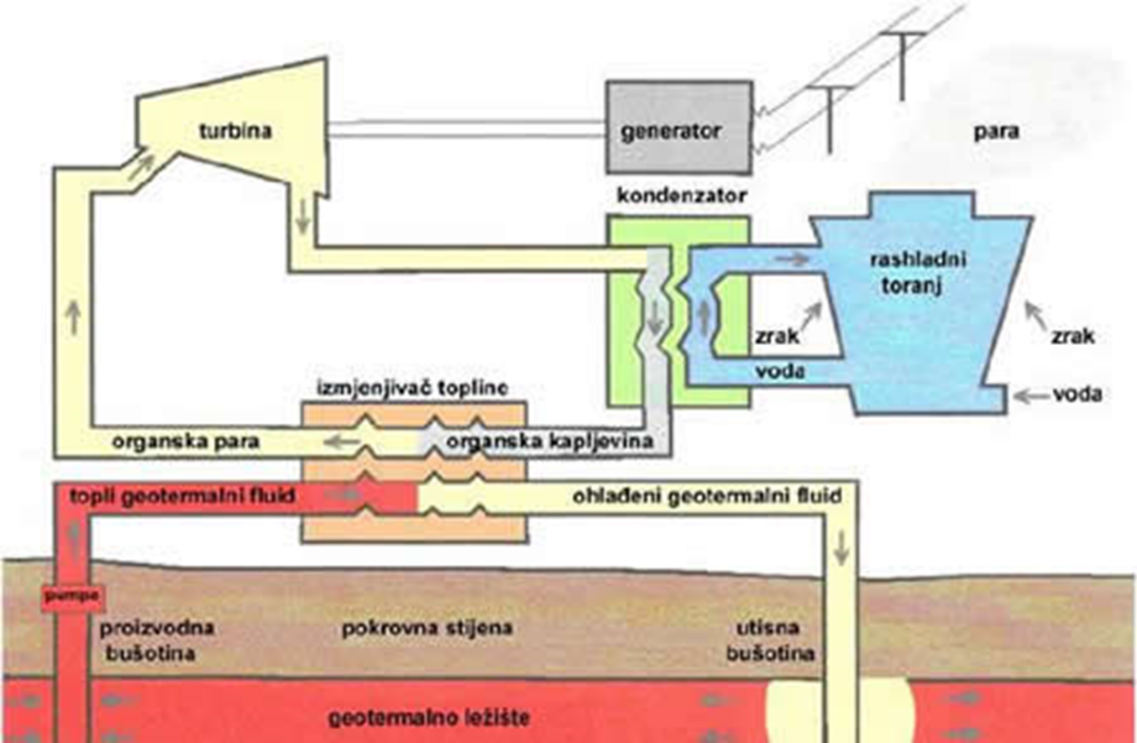 turbina
generator
para
kondenzator
rashladni
toranj
zrak
zrak
voda
voda
izmjenjivač topline
organska para
organska kapljevina
topli geotermalni fluid
ohlađeni geotermalni fluid
pumpa
proizvodna
bušotina
pokrovna stijena
utisna
bušotina
geotermalno ležište